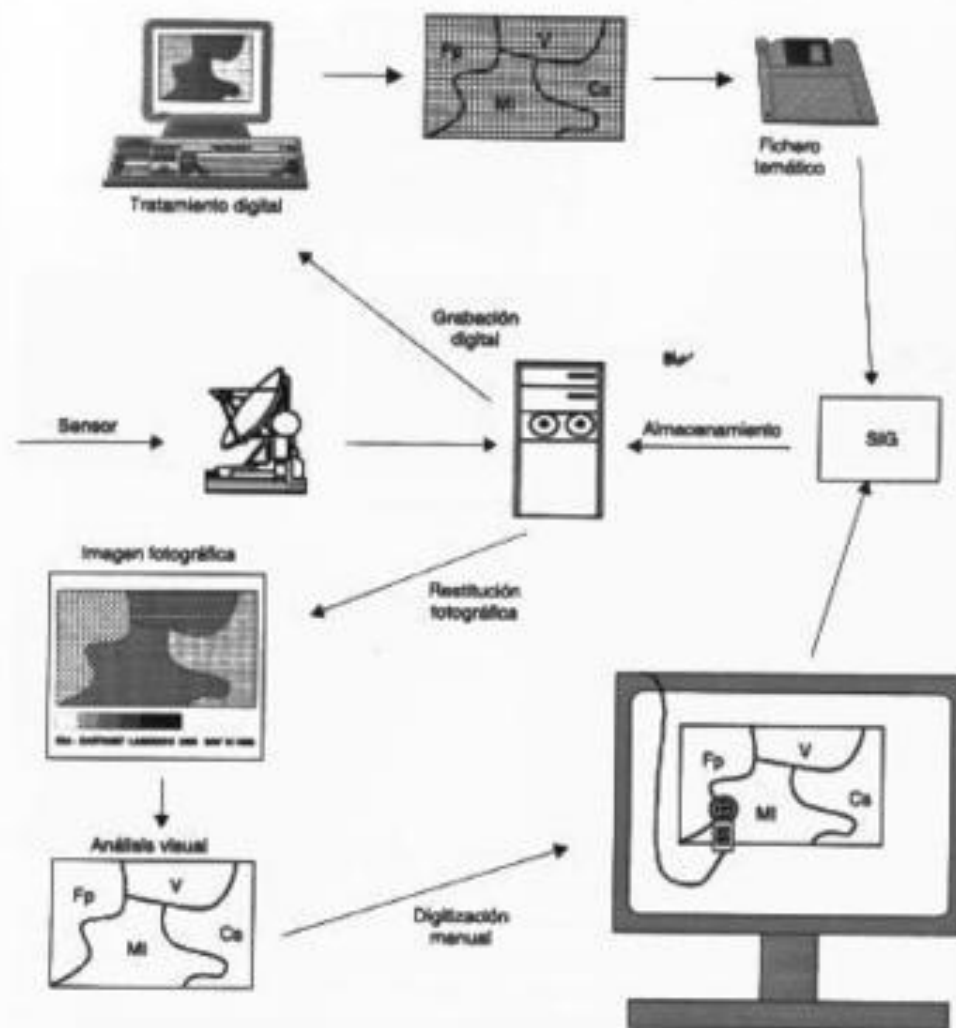 Fp
V
Ml
Cs
Tratamiento digital
Fichero
temático
Grabación
digital
Sensor
Almacenamiento
SIG
Imagen fotográfica
Restitución
fotográfica
Análisis visual
Fp
V
Ml
Cs
Digitización
manual
Fp
V
Ml
Cs